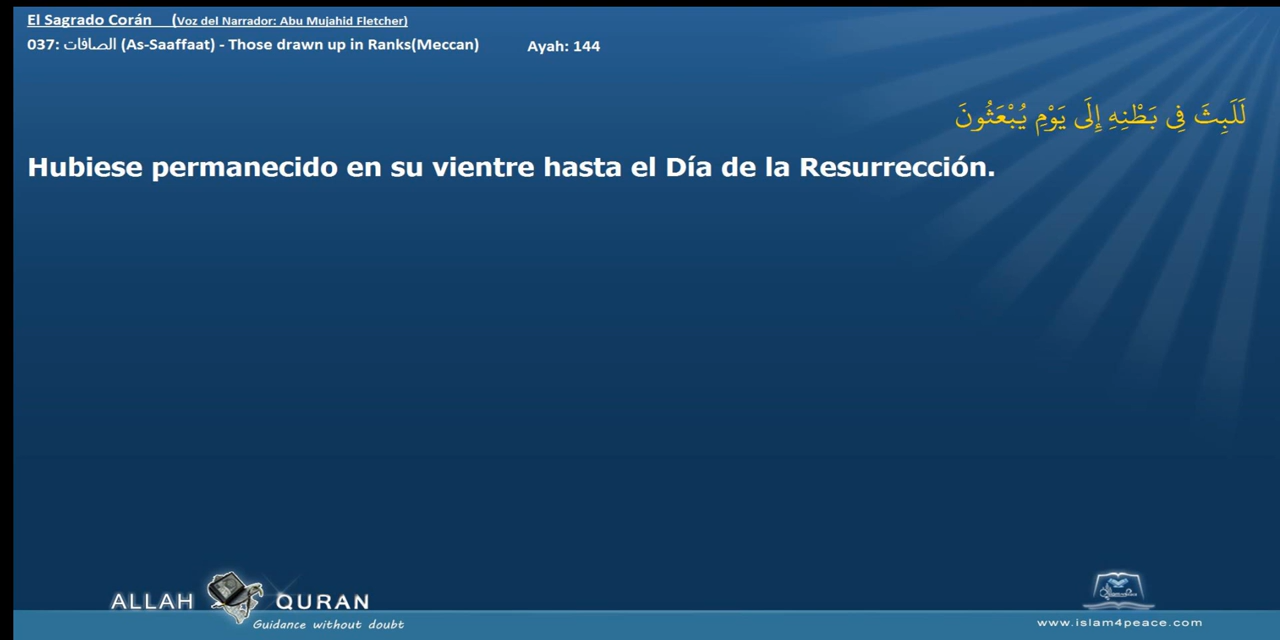 El Sagrado Corán (Voz del Narrador: Abu Mujahid Fletcher)
037: الصافات (As-Saaffaat) - Those drawn up in Ranks(Meccan) Ayah: 144
لَلَبِثَ فِي بَطْنِهِ إِلَى يَوْمِ يُبْعَثُونَ
Hubiese permanecido en su vientre hasta el Día de la Resurrección.
ALLAH QURAN
Guidance without doubt
www.islam4peace.com